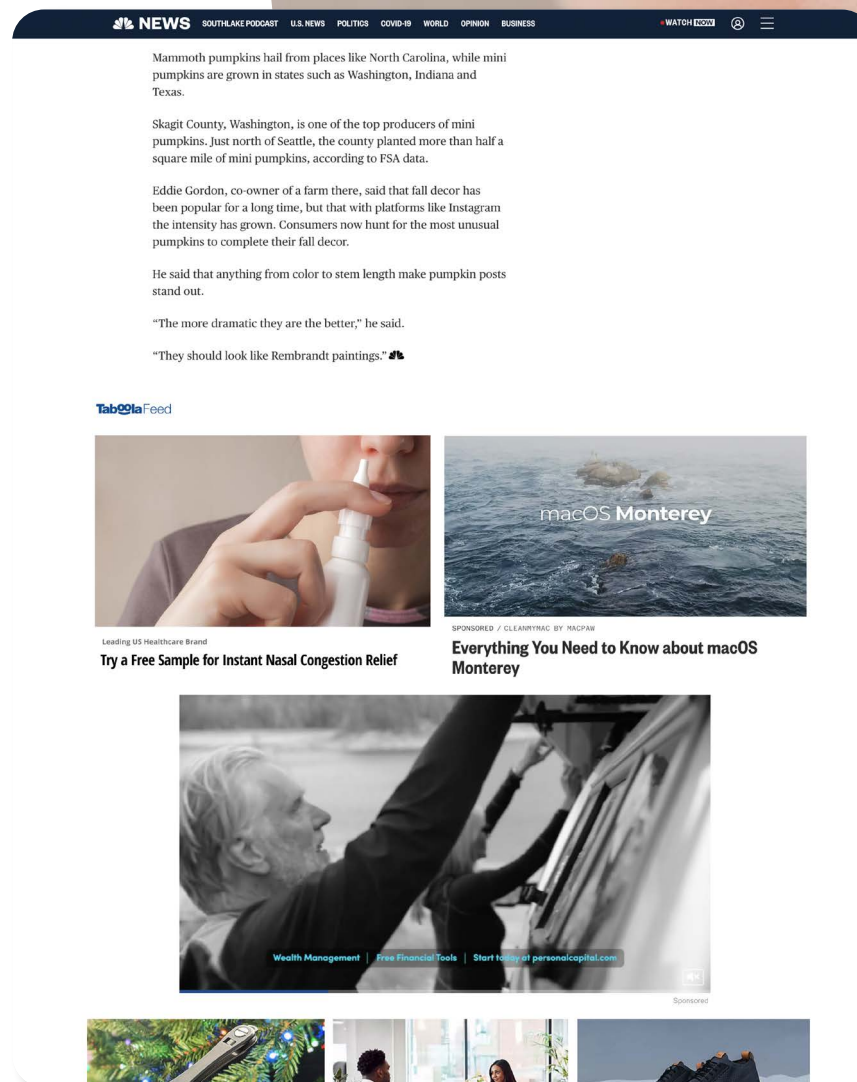 NEWS SOUTHLAKE PODCAST U.S. NEWS POLITICS COVID-19 WORLD OPINION BUSINESS WATCH NOW
Mammoth pumpkins hail from places like North Carolina, while mini
pumpkins are grown in states such as Washington, Indiana and
Texas.
Skagit County, Washington, is one of the top producers of mini
pumpkins. Just north of Seattle, the county planted more than half a
square mile of mini pumpkins, according to FSA data.
Eddie Gordon, co-owner of a farm there, said that fall decor has
been popular for a long time, but that with platforms like Instagram
the intensity has grown. Consumers now hunt for the most unusual
pumpkins to complete their fall decor.
He said that anything from color to stem length make pumpkin posts
stand out.
“The more dramatic they are the better,” he said.
“They should look like Rembrandt paintings.”
Taboola Feed
macOS Monterey
Leading US Healthcare Brand
Try a Free Sample for Instant Nasal Congestion Relief
SPONSORED / CLEANMYMAC BY MACPAW
Everything You Need to Know about macOS
Monterey
Wealth Management | Free Financial Tools | Start today at personalcapital.com
Sponsored